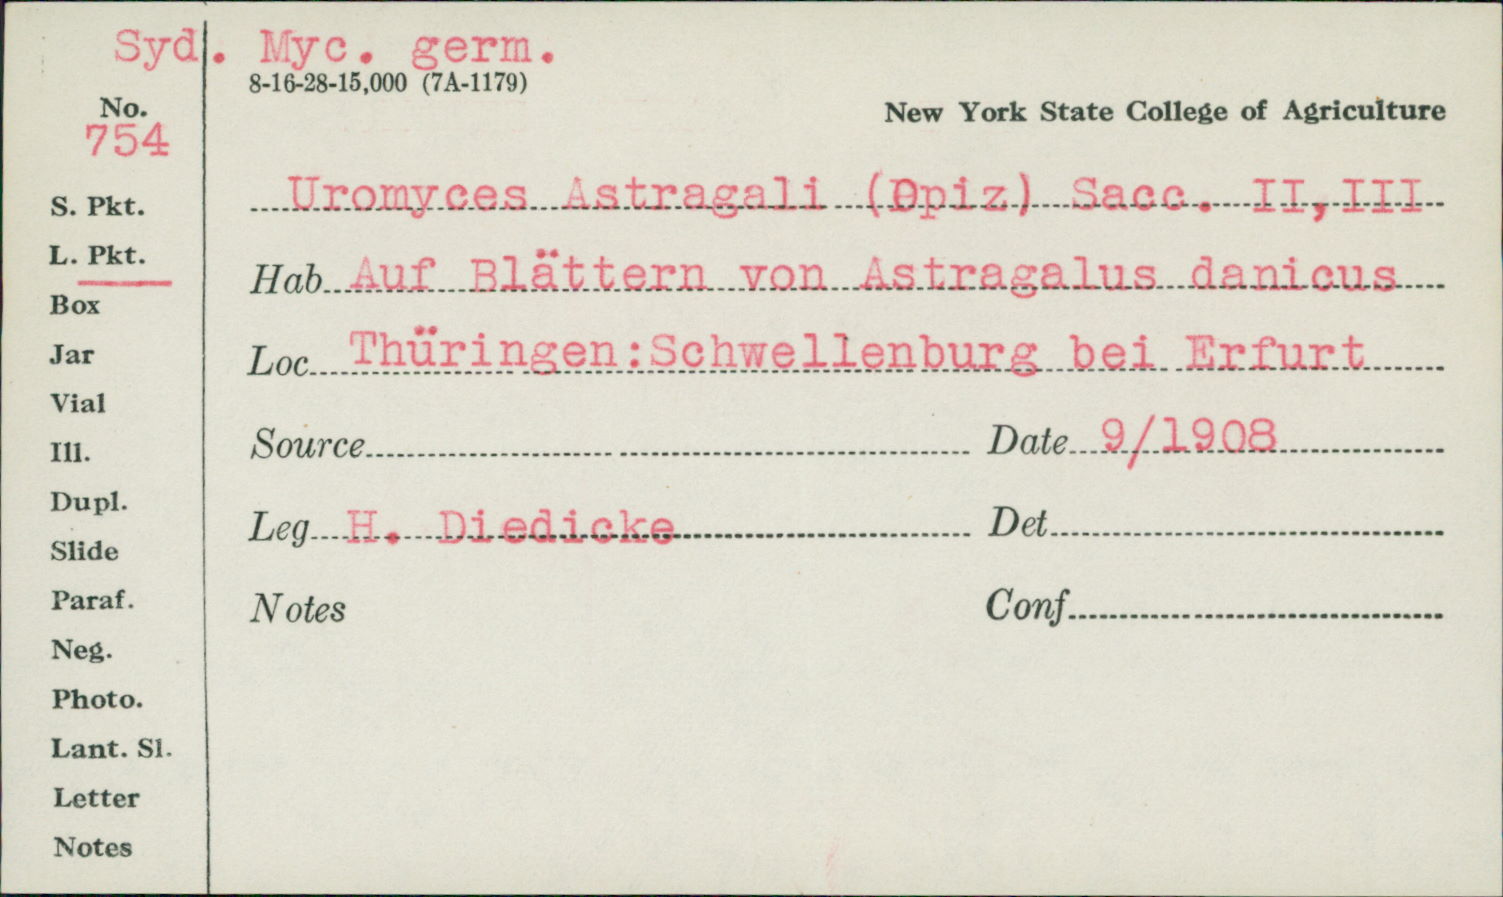 Syd. Myc. germ.
8-16-28-15,000 (7A-1179)
New York State College of Agriculture
No.
754
S. Pkt.
L. Pkt.
Box
Jar
Vial
Ill.
Dupl.
Slide
Paraf.
Neg.
Photo.
Lant. Sl.
Letter
Notes
Uromyces Astragali (Opiz) Sacc. II,III
Hab. Auf Blättern von Astragalus danicus
Loc. Thüringen:Schwellenburg bei Erfurt
Source Date 9/1908
Leg. H. Diedicke Det.
Notes Conf.